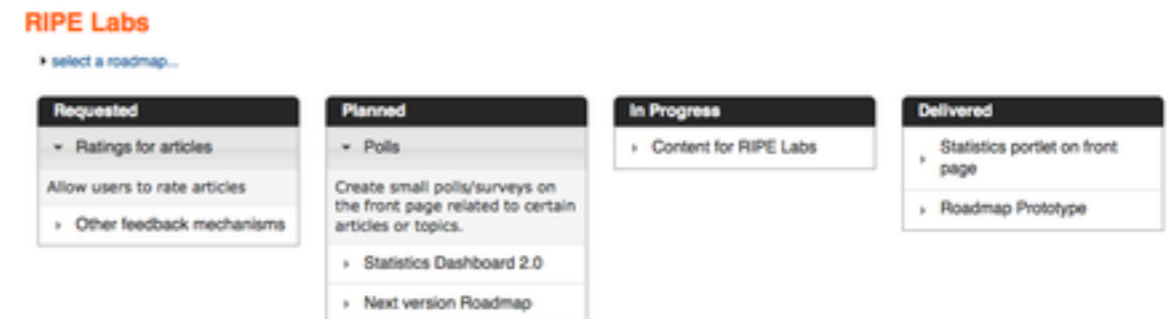 RIPE Labs
select a roadmap...
Requested
Ratings for articles
Allow users to rate articles
Other feedback mechanisms
Planned
Polls
Create small polls/surveys on
the front page related to certain
articles or topics.
Statistics Dashboard 2.0
Next version Roadmap
In Progress
Content for RIPE Labs
Delivered
Statistics portlet on front
page
Roadmap Prototype